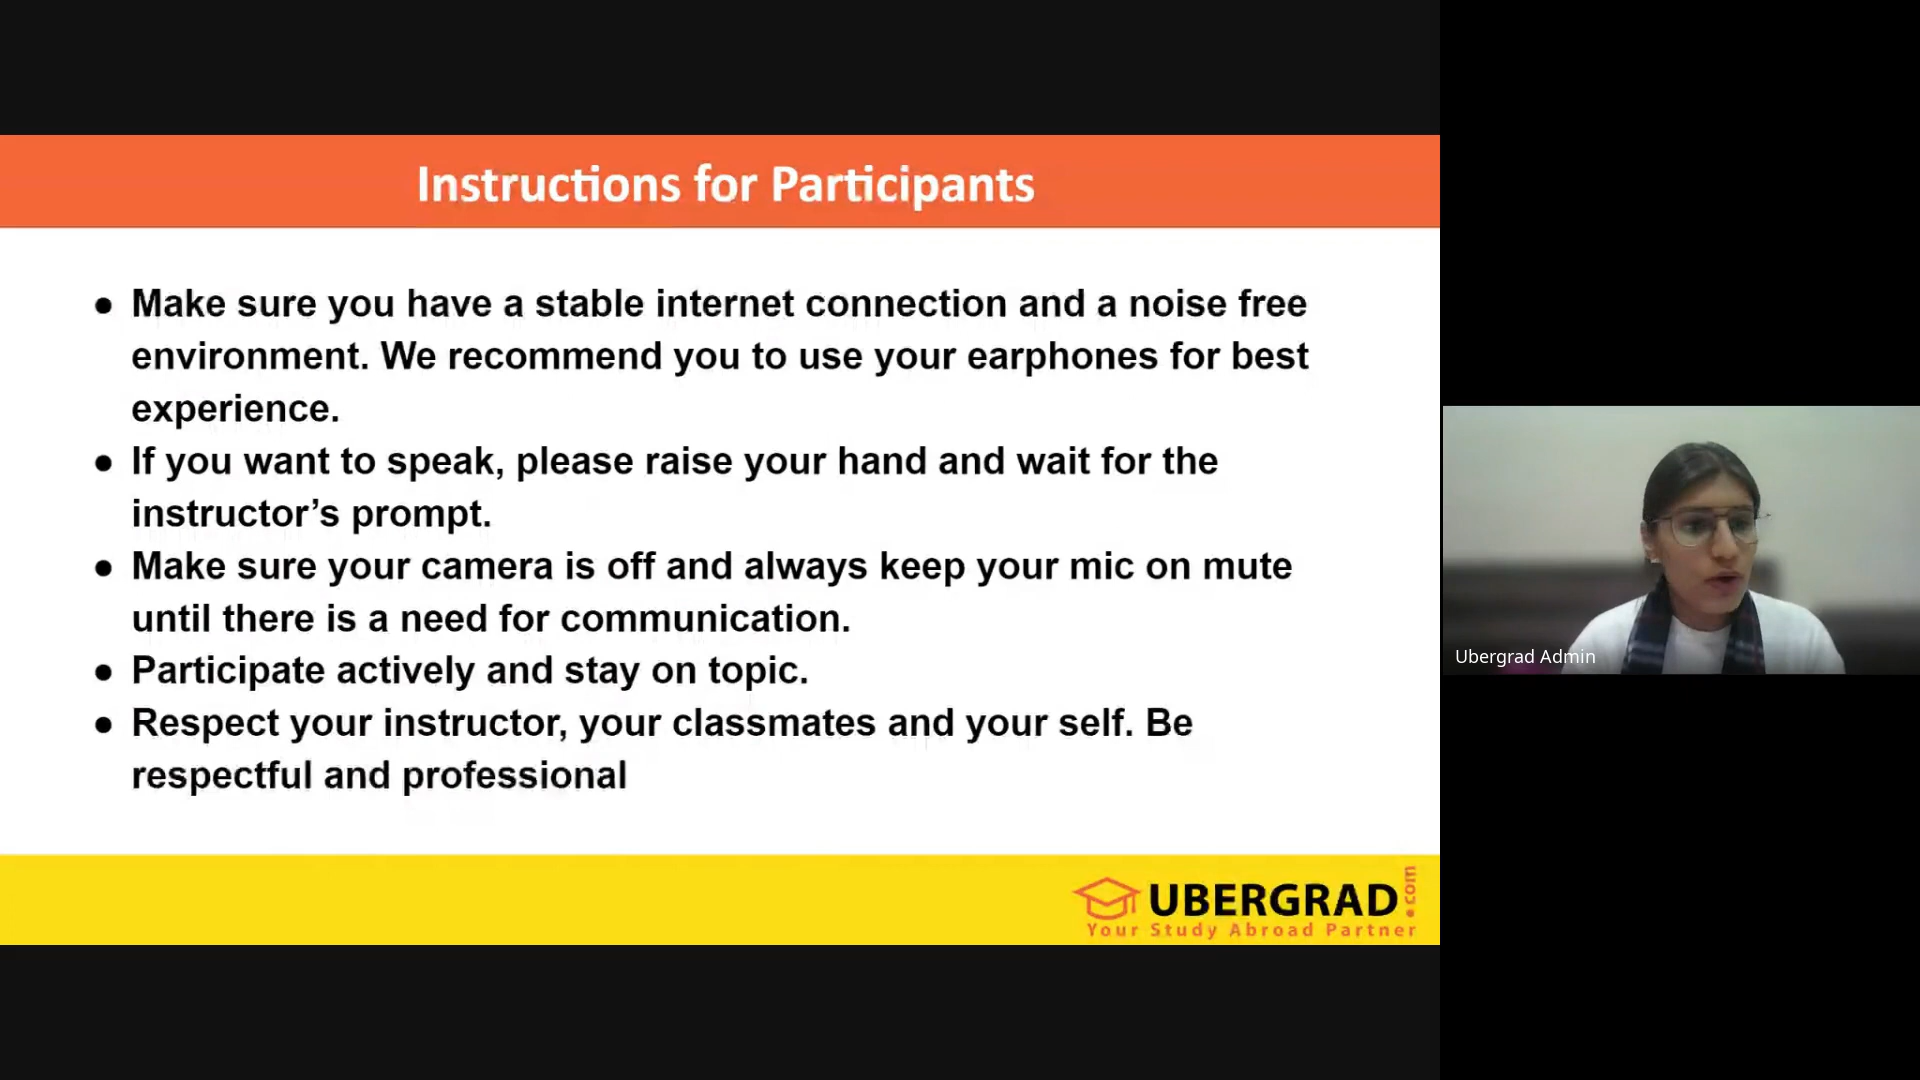 Instructions for Participants
● Make sure you have a stable internet connection and a noise free
environment. We recommend you to use your earphones for best
experience.
● If you want to speak, please raise your hand and wait for the
instructor’s prompt.
● Make sure your camera is off and always keep your mic on mute
until there is a need for communication.
● Participate actively and stay on topic.
● Respect your instructor, your classmates and your self. Be
respectful and professional
Ubergrad Admin
UBERGRAD.com
Your Study Abroad Partner